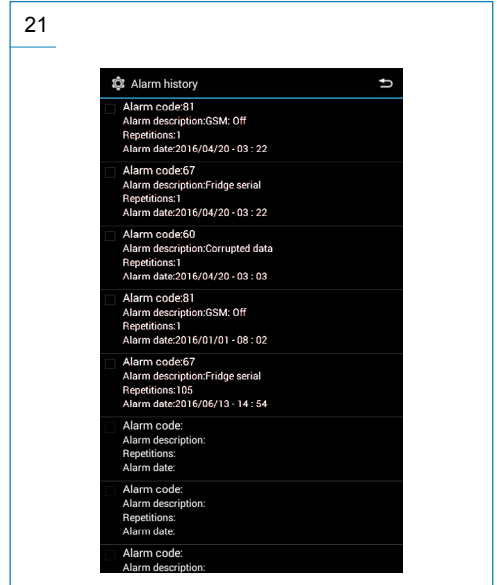 21
Alarm history
Alarm code:81
Alarm description:GSM: Off
Repetitions:1
Alarm date:2016/04/20 - 03 : 22
Alarm code:67
Alarm description:Fridge serial
Repetitions:1
Alarm date:2016/04/20 - 03 : 22
Alarm code:60
Alarm description:Corrupted data
Repetitions:1
Alarm date:2016/04/20 - 03 : 03
Alarm code:81
Alarm description:GSM: Off
Repetitions:1
Alarm date:2016/01/01 - 08 : 02
Alarm code:67
Alarm description:Fridge serial
Repetitions:105
Alarm date:2016/06/13 - 14 : 54
Alarm code:
Alarm description:
Repetitions:
Alarm date:
Alarm code:
Alarm description:
Repetitions:
Alarm date:
Alarm code:
Alarm description: